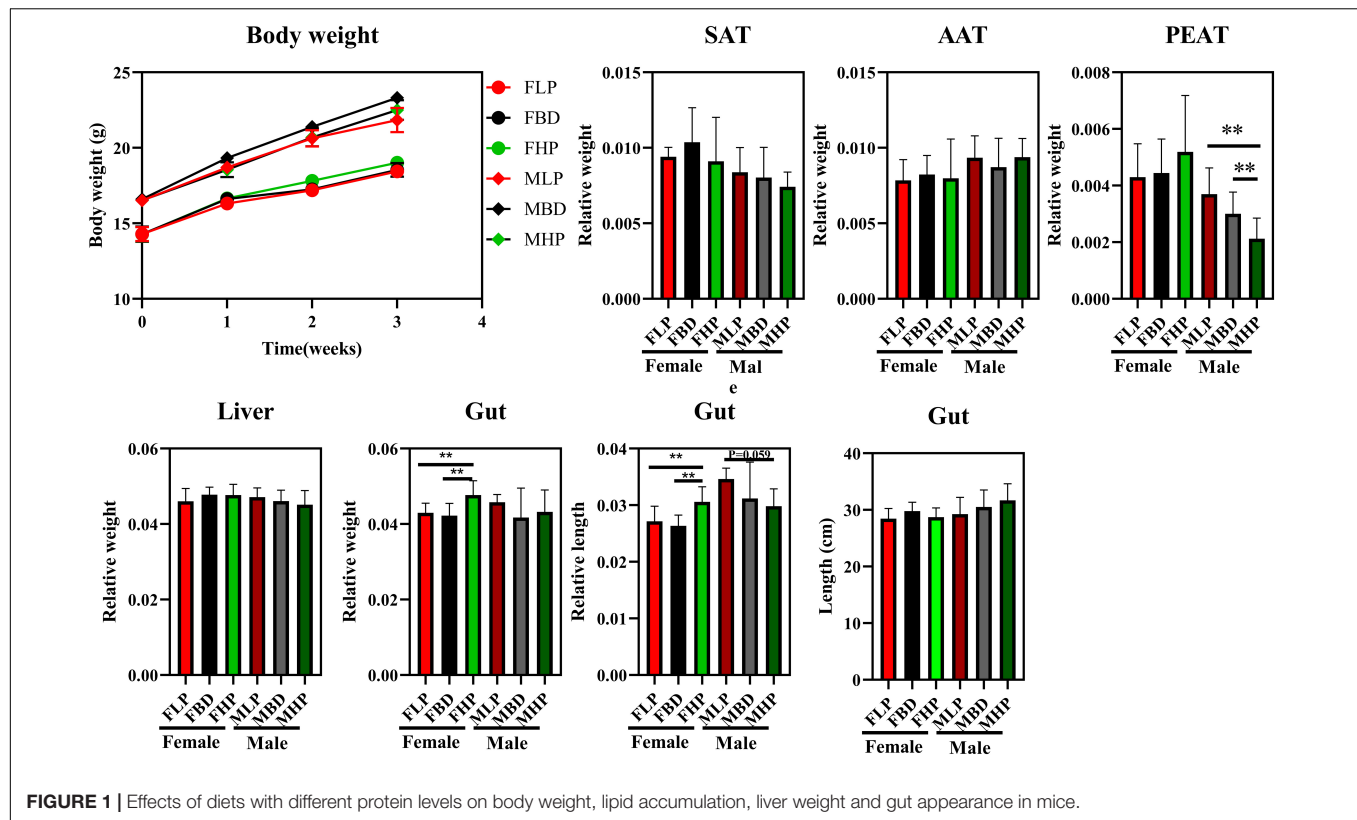 Body weight
Body weight (g)
25
20
15
10
0 1 2 3 4
Time(weeks)
FLP
FBD
FHP
MLP
MBD
MHP
SAT
Relative weight
0.015
0.010
0.005
0.000
FLP FBD FHP MLP MBD MHP
Female Mal
e
AAT
Relative weight
0.015
0.010
0.005
0.000
FLP FBD FHP MLP MBD MHP
Female Male
PEAT
Relative weight
0.008
0.006
0.004
0.002
0.000
**
**
FLP FBD FHP MLP MBD MHP
Female Male
Liver
Relative weight
0.06
0.04
0.02
0.00
FLP FBD FHP MLP MBD MHP
Female Male
Gut
Relative weight
0.06
0.04
0.02
0.00
**
**
FLP FBD FHP MLP MBD MHP
Female Male
Gut
Relative length
0.04
0.03
0.02
0.01
0.00
**
**
P=0.059
FLP FBD FHP MLP MBD MHP
Female Male
Gut
Length (cm)
40
30
20
10
0
FLP FBD FHP MLP MBD MHP
Female Male
FIGURE 1 | Effects of diets with different protein levels on body weight, lipid accumulation, liver weight and gut appearance in mice.